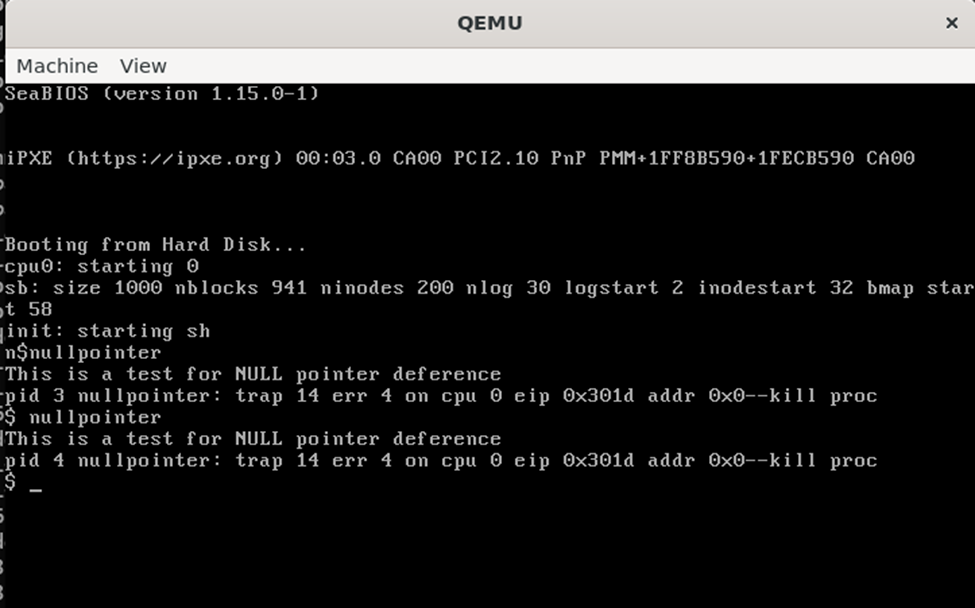 QEMU
Machine View
SeaBIOS (version 1.15.0-1)
iPXE (https://ipxe.org) 00:03.0 CA00 PCI2.10 PnP PMM+1FF8B590+1FECB590 CA00
Booting from Hard Disk...
cpu0: starting 0
sb: size 1000 nblocks 941 ninodes 200 nlog 30 logstart 2 inodestart 32 bmap star
t 58
init: starting sh
$nullpointer
This is a test for NULL pointer deference
pid 3 nullpointer: trap 14 err 4 on cpu 0 eip 0x301d addr 0x0--kill proc
$ nullpointer
This is a test for NULL pointer deference
pid 4 nullpointer: trap 14 err 4 on cpu 0 eip 0x301d addr 0x0--kill proc
$ _